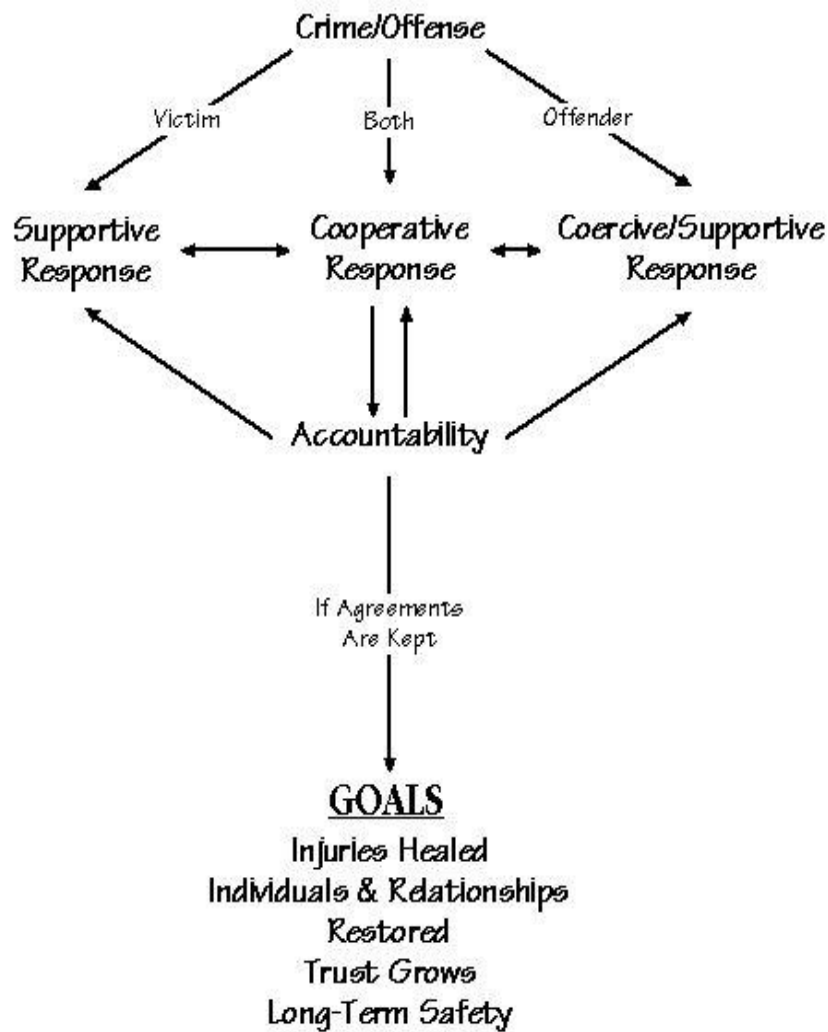 Crime/Offense
Victim
Both
Offender
Supportive
Response
Cooperative
Response
Coercive/Supportive
Response
Accountability
If Agreements
Are Kept
GOALS
Injuries Healed
Individuals & Relationships
Restored
Trust Grows
Long-Term Safety